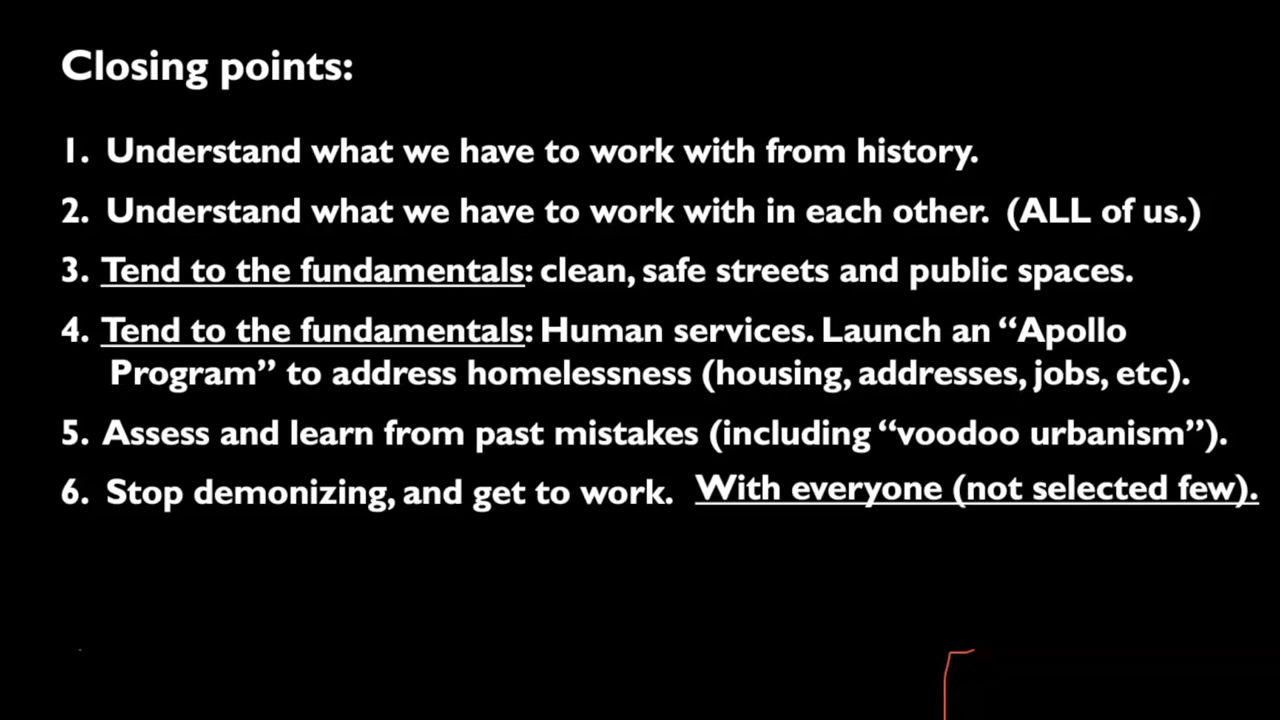 Closing points:
1. Understand what we have to work with from history.
2. Understand what we have to work with in each other. (ALL of us.)
3. Tend to the fundamentals: clean, safe streets and public spaces.
4. Tend to the fundamentals: Human services. Launch an “Apollo
Program” to address homelessness (housing, addresses, jobs, etc).
5. Assess and learn from past mistakes (including “voodoo urbanism”).
6. Stop demonizing, and get to work. With everyone (not selected few).